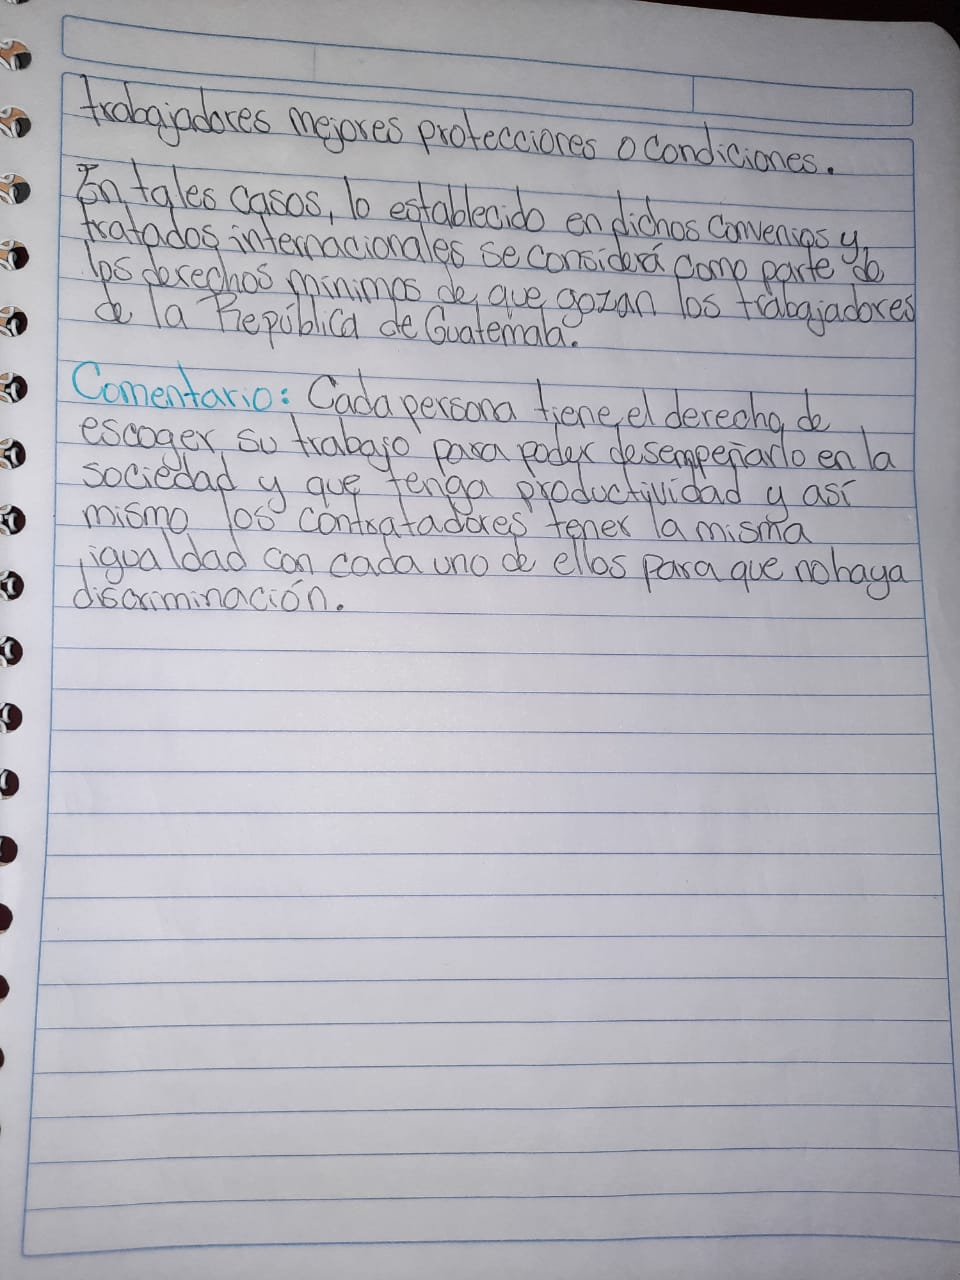 trabajadores mejores protecciones o condiciones.
En tales casos, lo establecido en dichos convenios y
tratados internacionales se considerá como parte de
los derechos mínimos de que gozan los trabajadores
de la República de Guatemala.
Comentario: Cada persona tiene el derecho de
escoger su trabajo para poder desempeñarlo en la
sociedad y que tenga productividad y así
mismo los contratadores tener la misma
igualdad con cada uno de ellos para que no haya
discriminación.